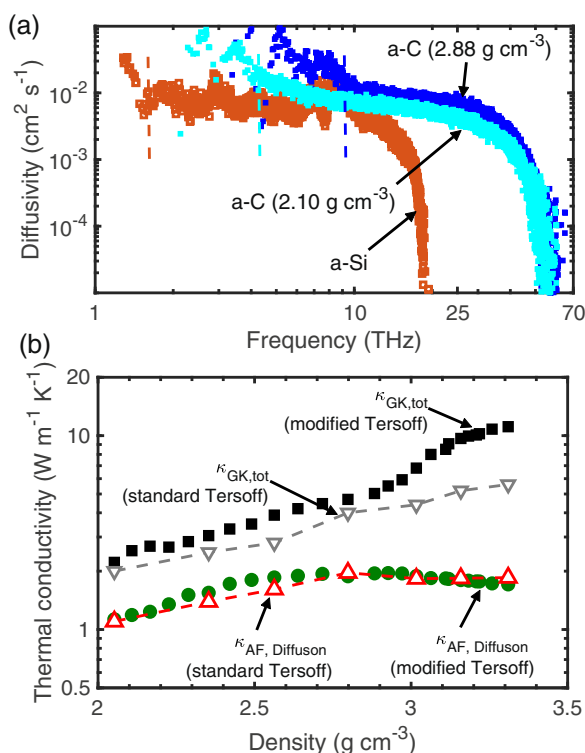 (a)
Diffusivity (cm² s⁻¹)
10⁻²
10⁻³
10⁻⁴
a-C (2.88 g cm⁻³)
a-C (2.10 g cm⁻³)
a-Si
1 10 25 70
Frequency (THz)
(b)
Thermal conductivity (W m⁻¹ K⁻¹)
20
10
1
0.5
κGK,tot
(modified Tersoff)
κGK,tot
(standard Tersoff)
κAF, Diffuson
(standard Tersoff)
κAF, Diffuson
(modified Tersoff)
2 2.5 3 3.5
Density (g cm⁻³)